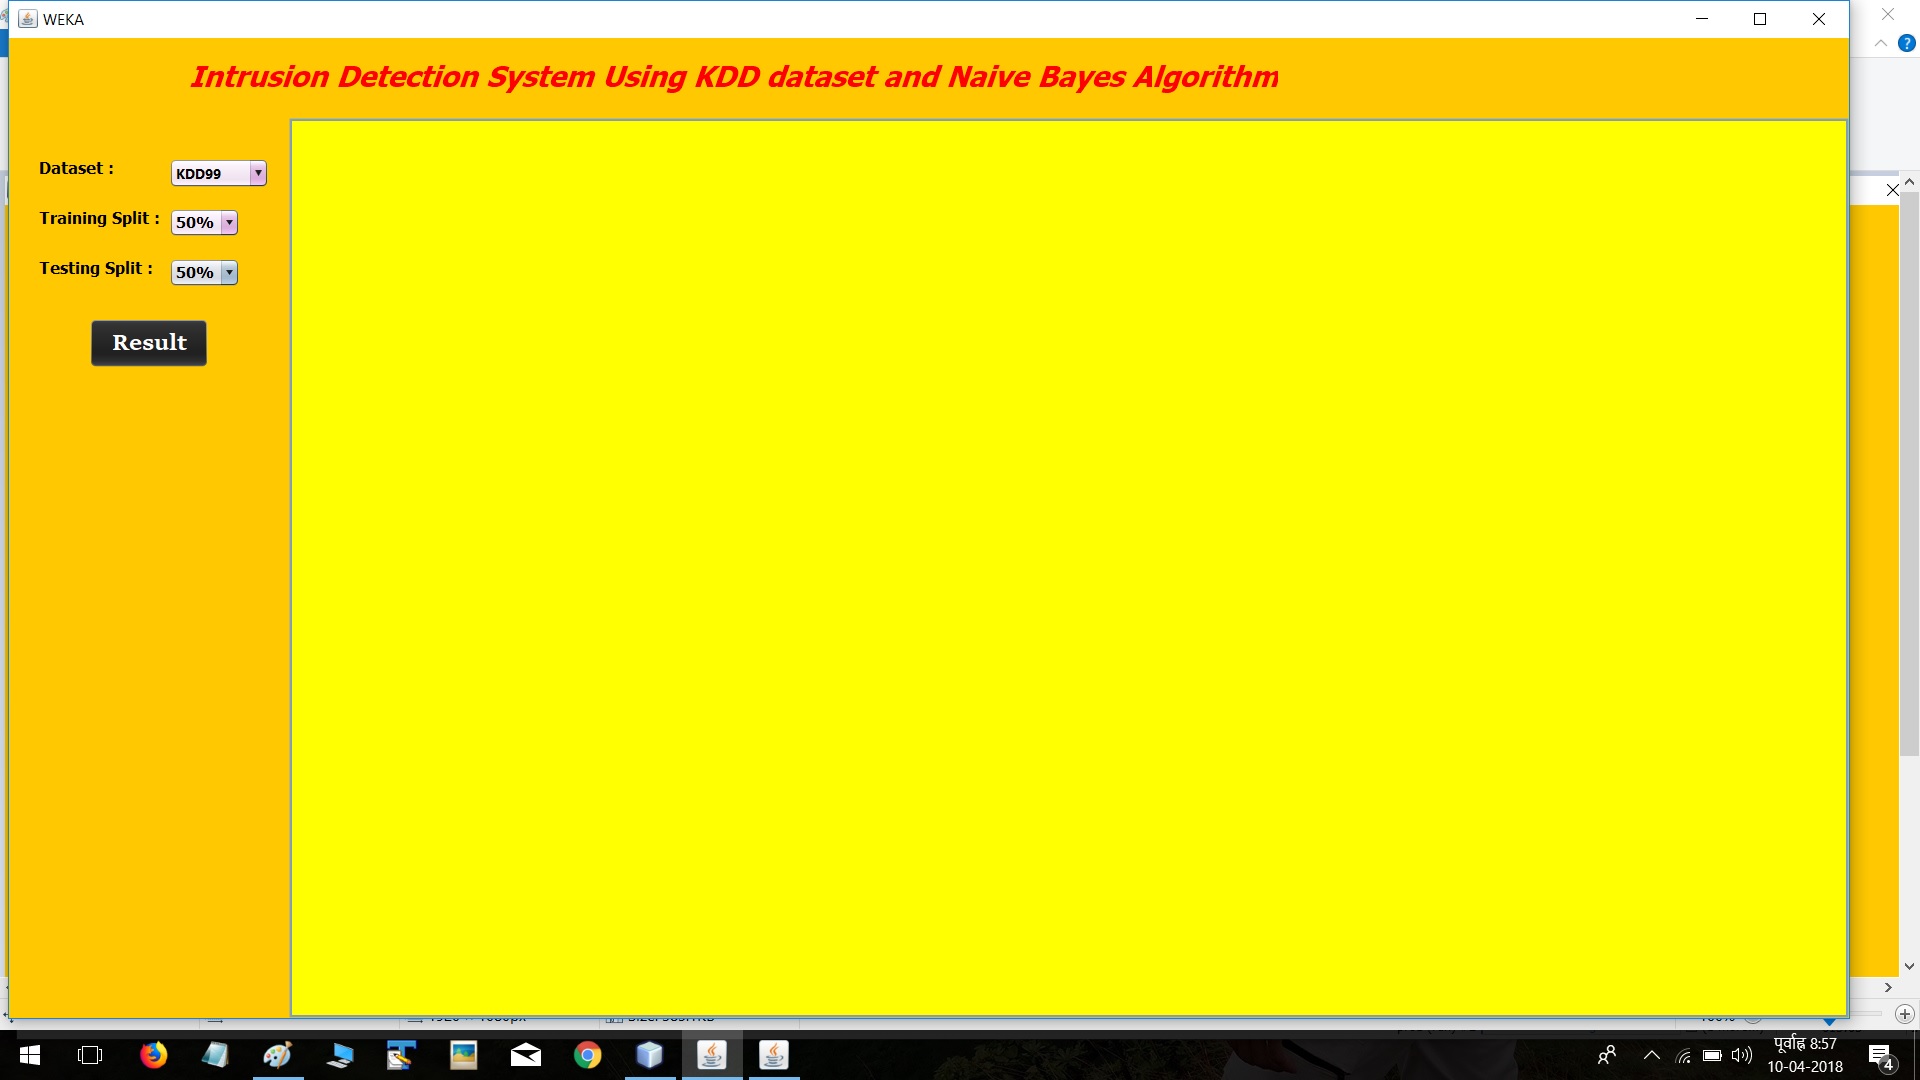 WEKA
Intrusion Detection System Using KDD dataset and Naive Bayes Algorithm
Dataset :
KDD99
Training Split :
50%
Testing Split :
50%
Result
पूर्वाह्न 8:57
10-04-2018
4